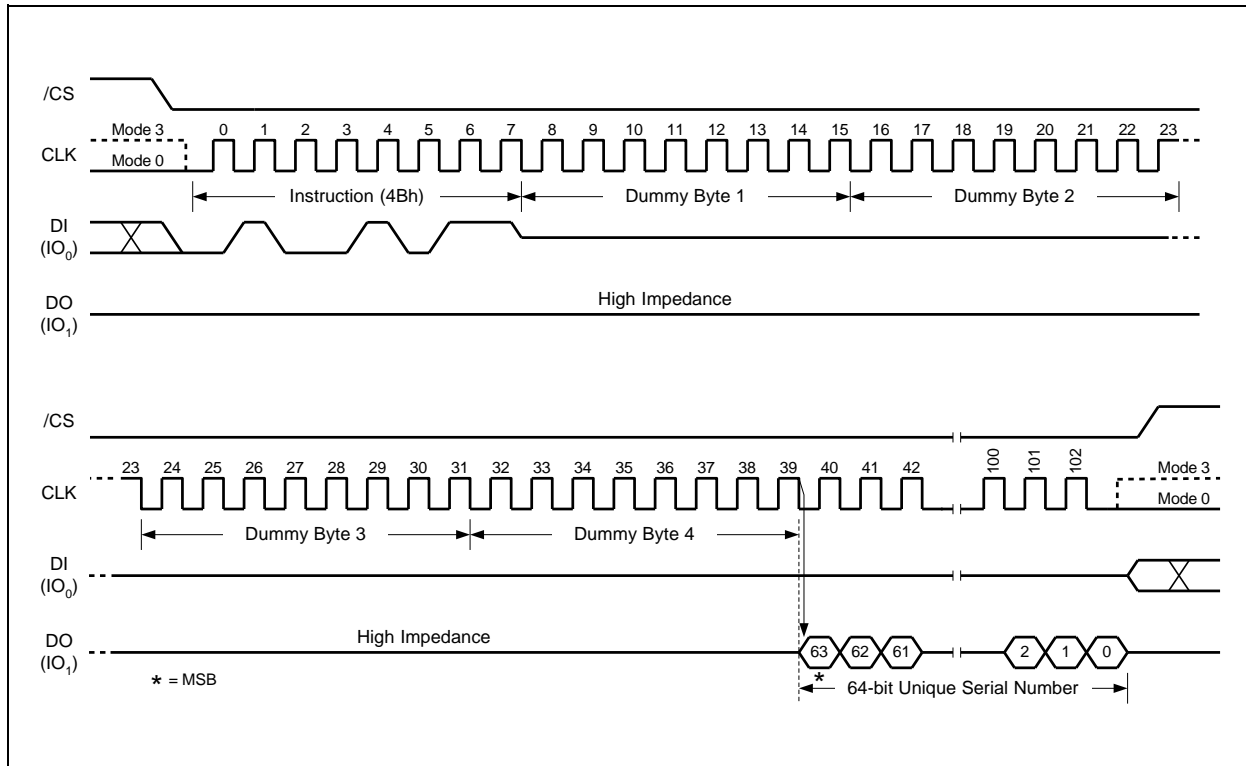 /CS
Mode 3
0 1 2 3 4 5 6 7 8 9 10 11 12 13 14 15 16 17 18 19 20 21 22 23
CLK
Mode 0
Instruction (4Bh)
Dummy Byte 1
Dummy Byte 2
DI
(IO0)
High Impedance
DO
(IO1)
/CS
23 24 25 26 27 28 29 30 31 32 33 34 35 36 37 38 39 40 41 42 100 101 102
Mode 3
CLK
Mode 0
Dummy Byte 3
Dummy Byte 4
DI
(IO0)
High Impedance
DO
(IO1)
63 62 61 2 1 0
* = MSB
*
64-bit Unique Serial Number